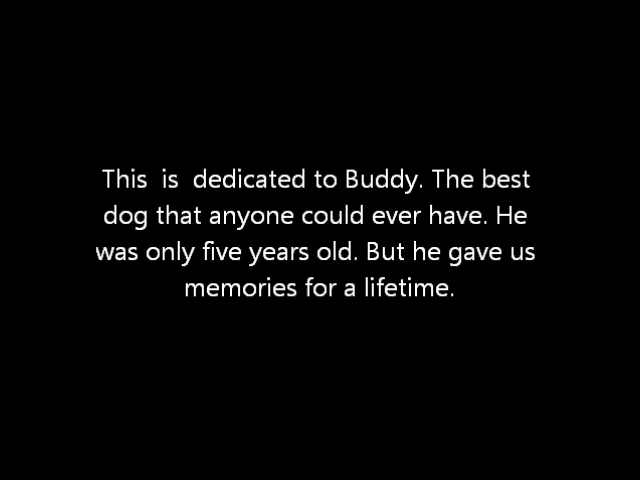 This is dedicated to Buddy. The best
dog that anyone could ever have. He
was only five years old. But he gave us
memories for a lifetime.